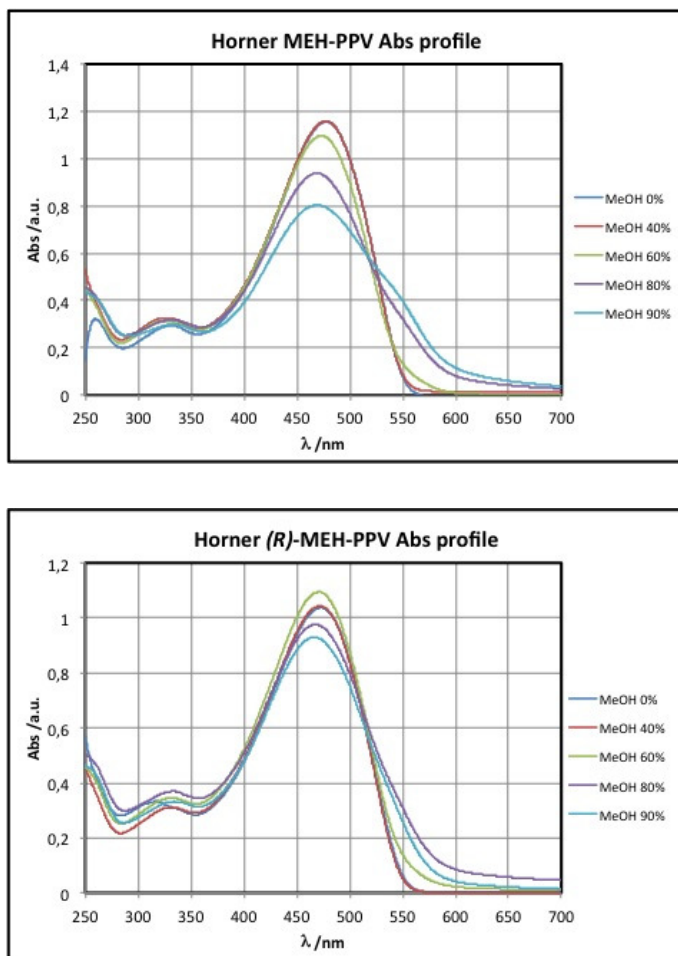 Horner MEH-PPV Abs profile
1,4
1,2
1
0,8
0,6
0,4
0,2
0
Abs /a.u.
250 300 350 400 450 500 550 600 650 700
λ /nm
MeOH 0%
MeOH 40%
MeOH 60%
MeOH 80%
MeOH 90%
Horner (R)-MEH-PPV Abs profile
1,2
1
0,8
0,6
0,4
0,2
0
Abs /a.u.
250 300 350 400 450 500 550 600 650 700
λ /nm
MeOH 0%
MeOH 40%
MeOH 60%
MeOH 80%
MeOH 90%